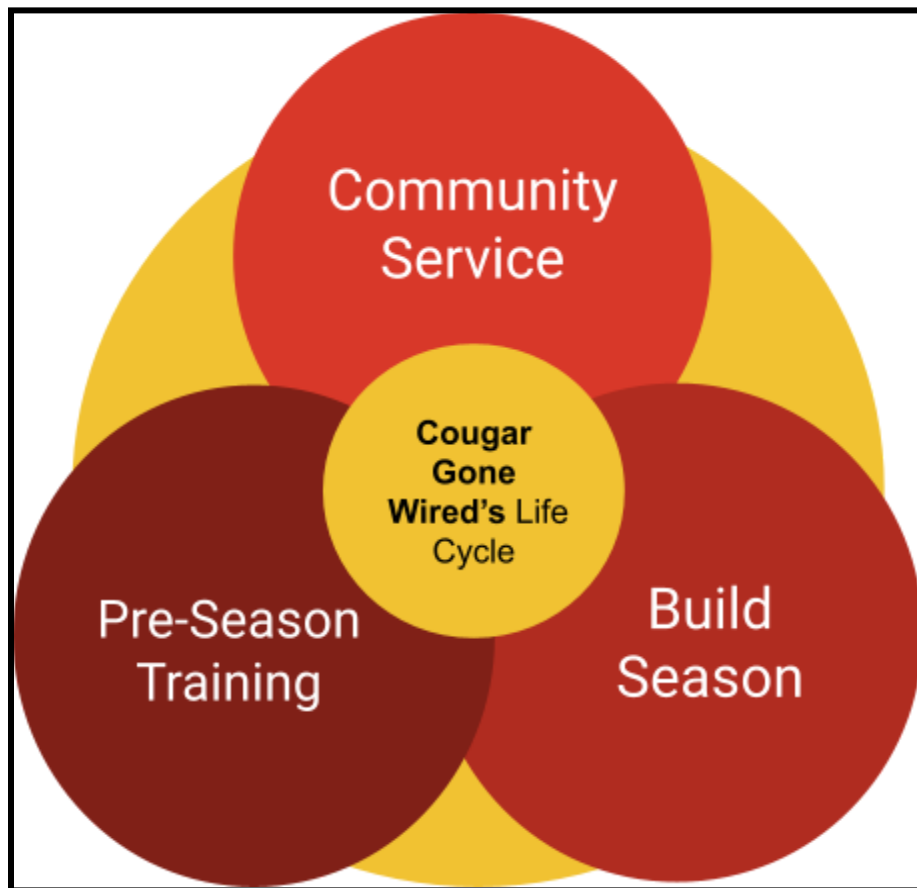 Community
Service
Cougar
Gone
Wired's Life
Cycle
Pre-Season
Training
Build
Season